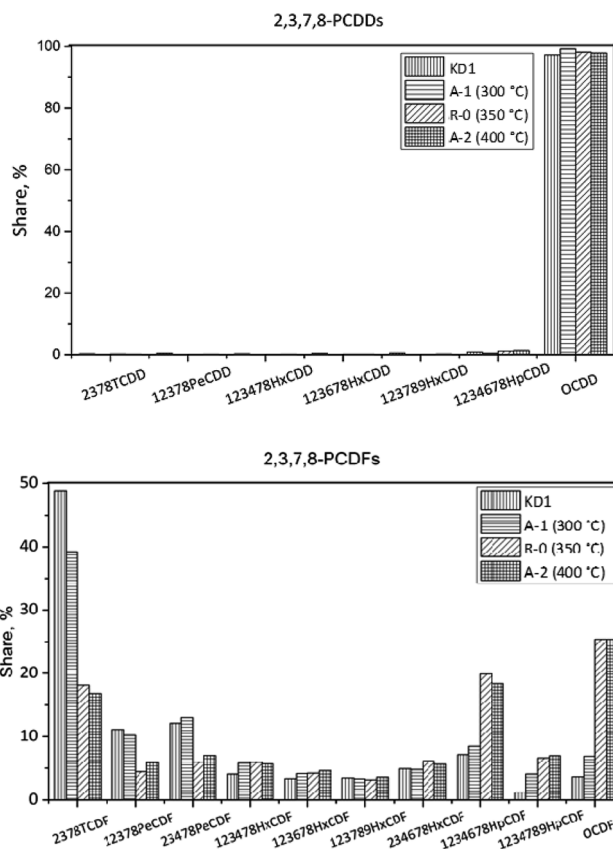 2,3,7,8-PCDDs
100
80
60
40
20
0
Share, %
KD1
A-1 (300 °C)
R-0 (350 °C)
A-2 (400 °C)
2378TCDD
12378PeCDD
123478HxCDD
123678HxCDD
123789HxCDD
1234678HpCDD
OCDD
2,3,7,8-PCDFs
50
40
30
20
10
0
Share, %
KD1
A-1 (300 °C)
R-0 (350 °C)
A-2 (400 °C)
2378TCDF
12378PeCDF
23478PeCDF
123478HxCDF
123678HxCDF
123789HxCDF
234678HxCDF
1234678HpCDF
1234789HpCDF
OCDF